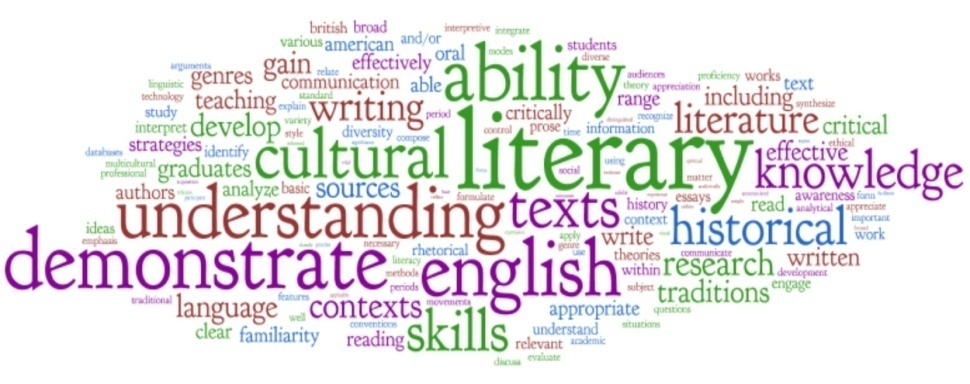 british broad interpretive integrate
various american and/or oral modes students
arguments genres gain relate effectively ability diverse
linguistic communication able audiences proficiency works text
technology standard theory appreciation
teaching explain writing period critically range including synthesize
study variety control prose recognize literature critical
interpret develop style diversity compose time information
strategies identify cultural literary ethical effective
databases multicultural professional graduates social using matter knowledge
authors analyze basic sources formulate history essays read awareness form
analytical appreciate
understanding texts context historical important
ideas emphasis write work
demonstrate necessary rhetorical apply genre use theories communicate written
literacy english within research development
methods periods subject engage
traditional features movements traditions
language contexts appropriate questions
clear well conventions skills understand situations
familiarity reading relevant academic
discuss evaluate